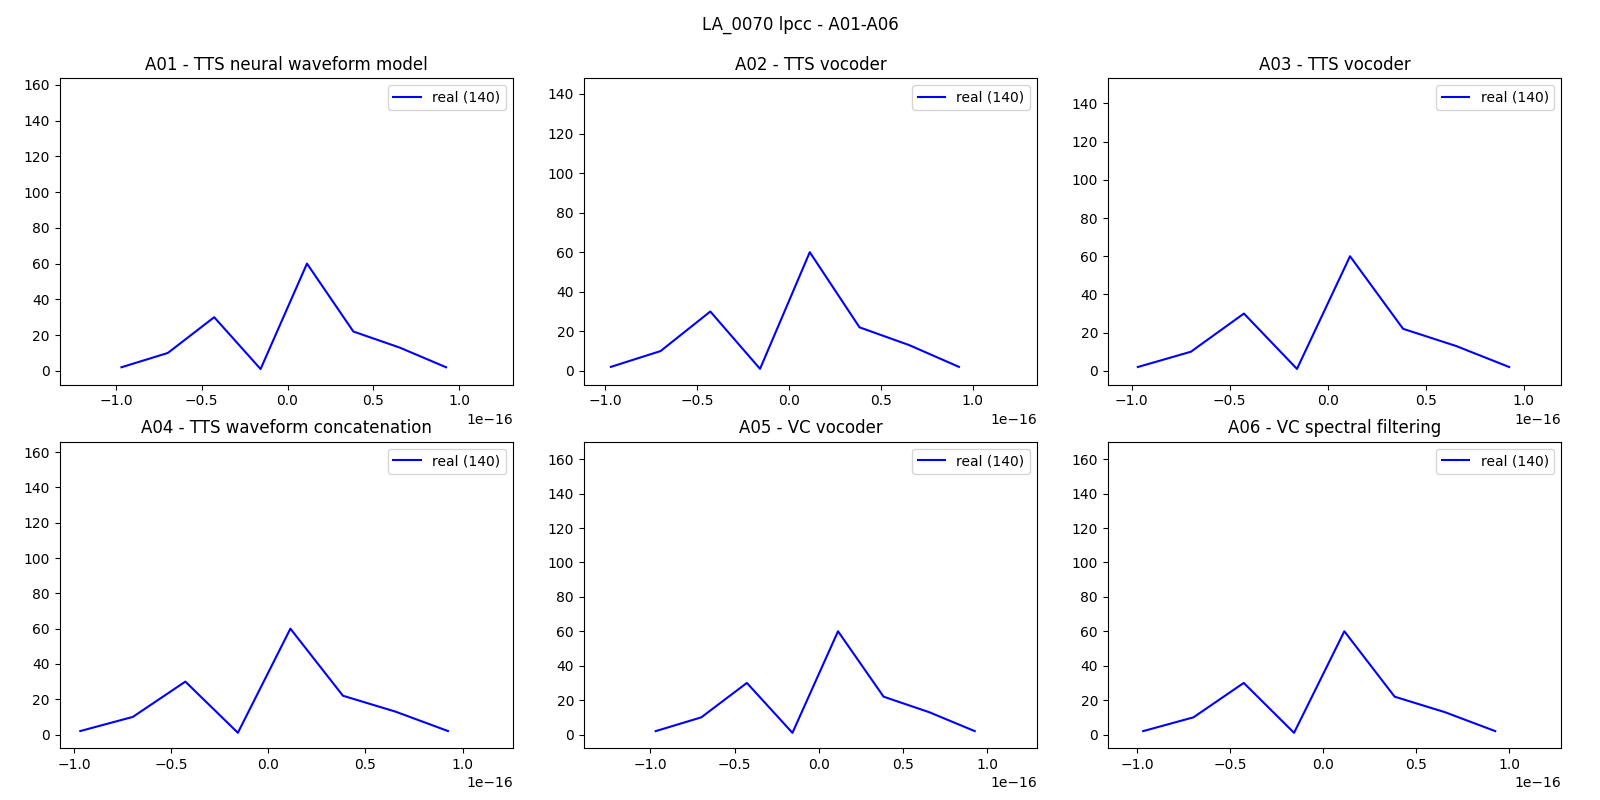 LA_0070 lpcc - A01-A06
A01 - TTS neural waveform model
160
140
120
100
80
60
40
20
0
real (140)
−1.0 −0.5 0.0 0.5 1.0
1e−16
A02 - TTS vocoder
140
120
100
80
60
40
20
0
real (140)
−1.0 −0.5 0.0 0.5 1.0
1e−16
A03 - TTS vocoder
140
120
100
80
60
40
20
0
real (140)
−1.0 −0.5 0.0 0.5 1.0
1e−16
A04 - TTS waveform concatenation
160
140
120
100
80
60
40
20
0
real (140)
−1.0 −0.5 0.0 0.5 1.0
1e−16
A05 - VC vocoder
160
140
120
100
80
60
40
20
0
real (140)
−1.0 −0.5 0.0 0.5 1.0
1e−16
A06 - VC spectral filtering
160
140
120
100
80
60
40
20
0
real (140)
−1.0 −0.5 0.0 0.5 1.0
1e−16